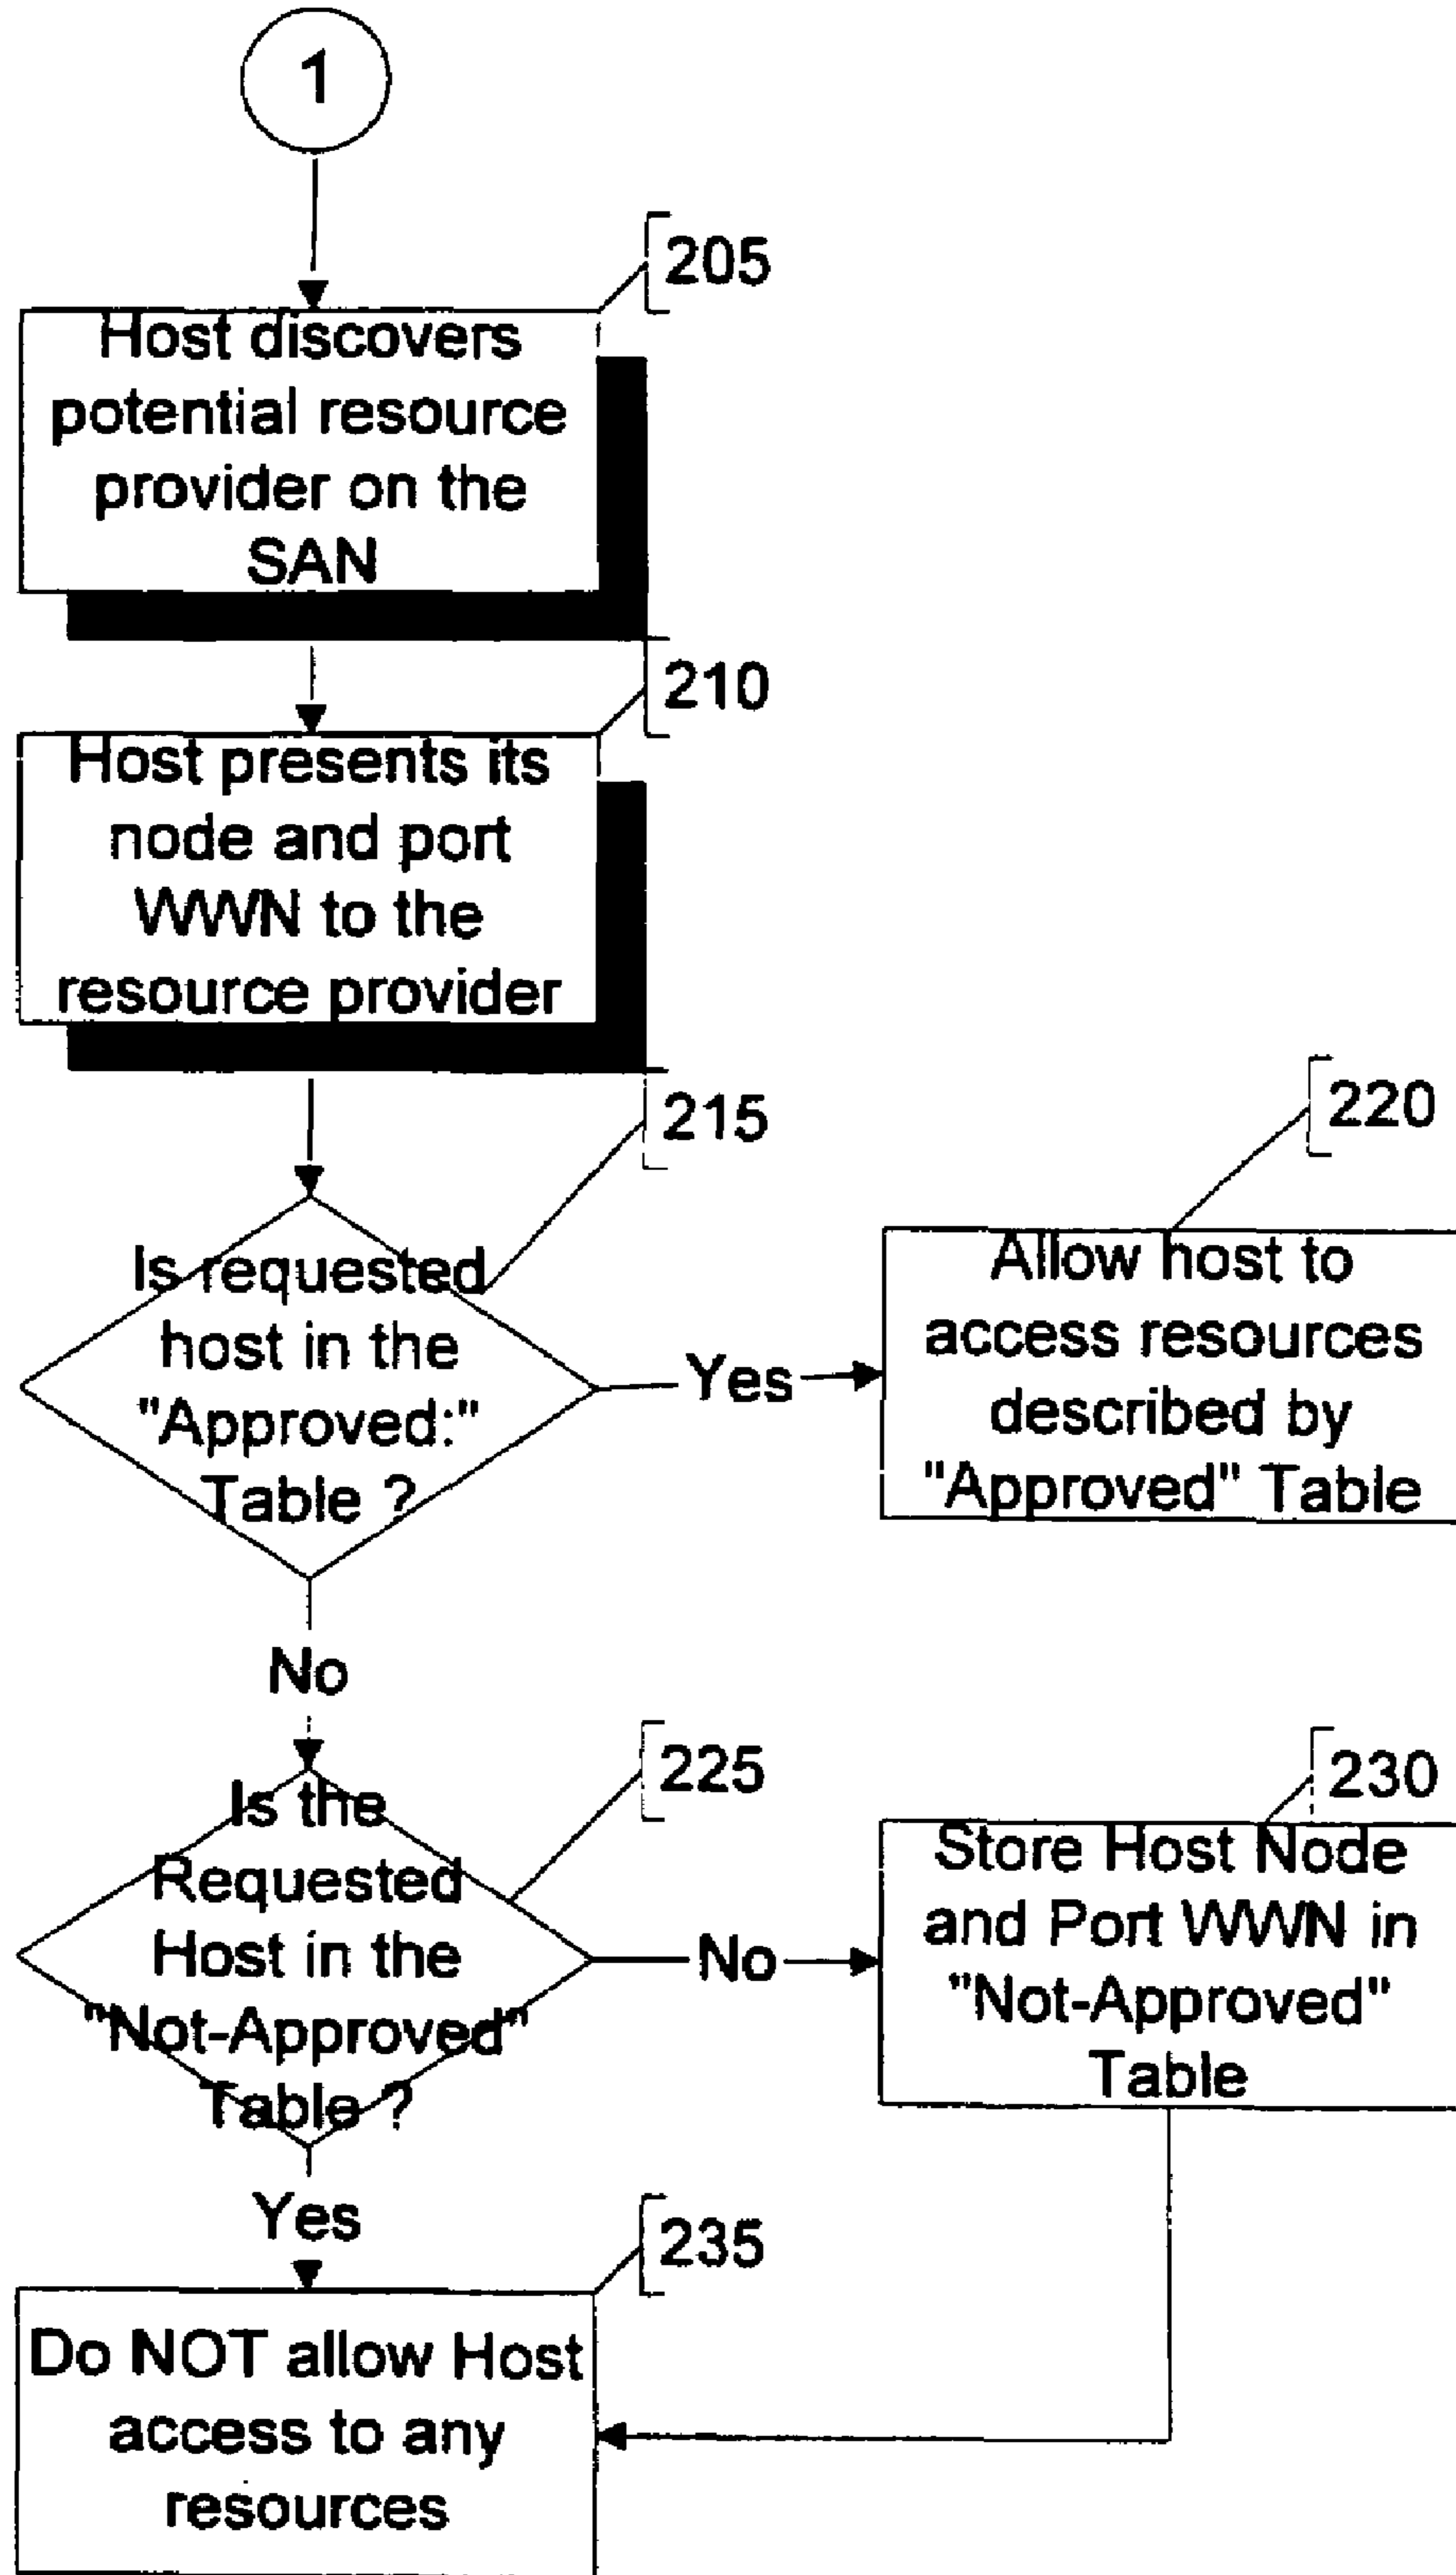 1
205
Host discovers
potential resource
provider on the
SAN
210
Host presents its
node and port
WWN to the
resource provider
215
Is requested
host in the
"Approved:"
Table ?
Yes
220
Allow host to
access resources
described by
"Approved" Table
No
225
Is the
Requested
Host in the
"Not-Approved"
Table ?
No
230
Store Host Node
and Port WWN in
"Not-Approved"
Table
Yes
235
Do NOT allow Host
access to any
resources